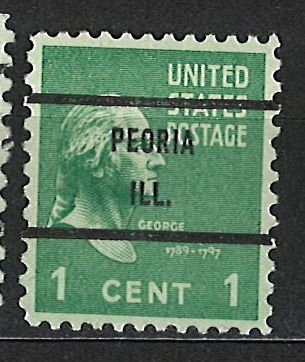 UNITED
STATES
POSTAGE
PEORIA
ILL.
GEORGE
1789-1797
1 CENT 1